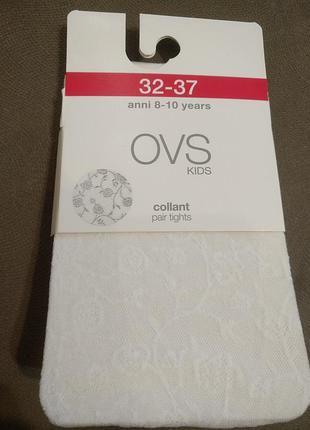 32-37
anni 8-10 years
OVS
KIDS
collant
pair tights